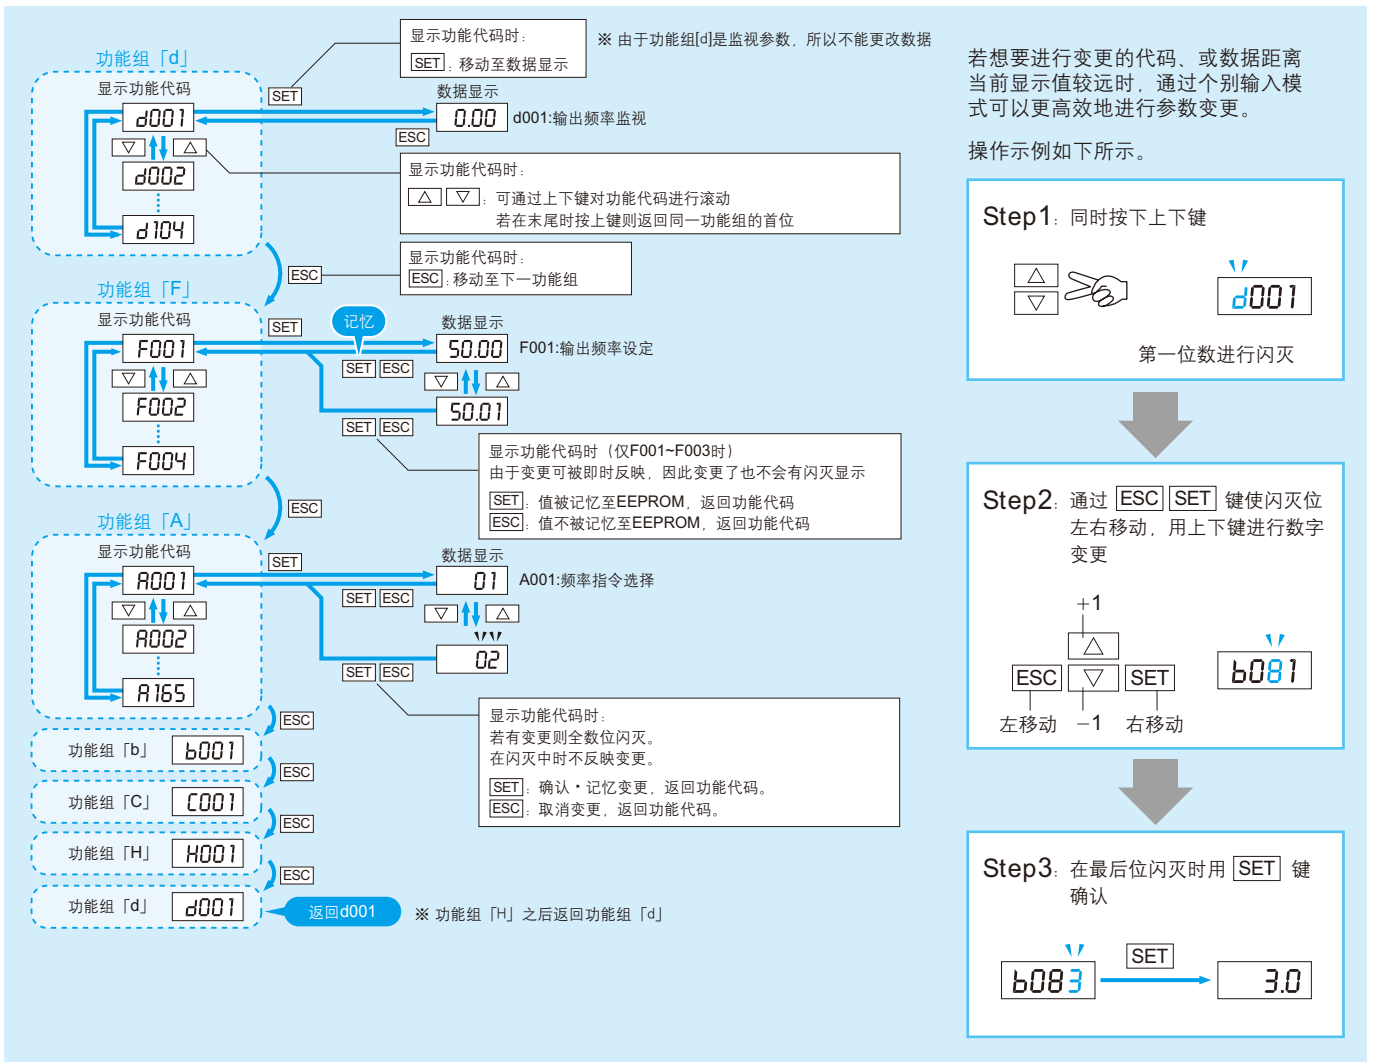 功能组「d」
显示功能代码
d001
d002
d104
SET
显示功能代码时:
SET : 移动至数据显示
※ 由于功能组[d]是监视参数，所以不能更改数据
数据显示
0.00 d001:输出频率监视
ESC
显示功能代码时:
△ ▽ : 可通过上下键对功能代码进行滚动
若在末尾时按上键则返回同一功能组的首位
ESC
显示功能代码时:
ESC : 移动至下一功能组
功能组「F」
显示功能代码
F001
F002
F004
SET
记忆
数据显示
50.00 F001:输出频率设定
SET ESC
50.01
SET ESC
显示功能代码时（仅F001~F003时）
由于变更可被即时反映，因此变更了也不会有闪灭显示
SET : 值被记忆至EEPROM，返回功能代码
ESC : 值不被记忆至EEPROM，返回功能代码
ESC
功能组「A」
显示功能代码
A001
A002
A165
SET
数据显示
01 A001:频率指令选择
SET ESC
02
SET ESC
显示功能代码时:
若有变更则全数位闪灭。
在闪灭中时不反映变更。
SET : 确认・记忆变更，返回功能代码。
ESC : 取消变更，返回功能代码。
ESC
功能组「b」 b001
ESC
功能组「C」 C001
ESC
功能组「H」 H001
ESC
功能组「d」 d001
返回d001
※ 功能组「H」之后返回功能组「d」
若想要进行变更的代码、或数据距离
当前显示值较远时，通过个别输入模
式可以更高效地进行参数变更。
操作示例如下所示。
Step1: 同时按下上下键
d001
第一位数进行闪灭
Step2: 通过 ESC SET 键使闪灭位
左右移动，用上下键进行数字
变更
+1
ESC SET
左移动 −1 右移动
b081
Step3: 在最后位闪灭时用 SET 键
确认
b083 SET 3.0